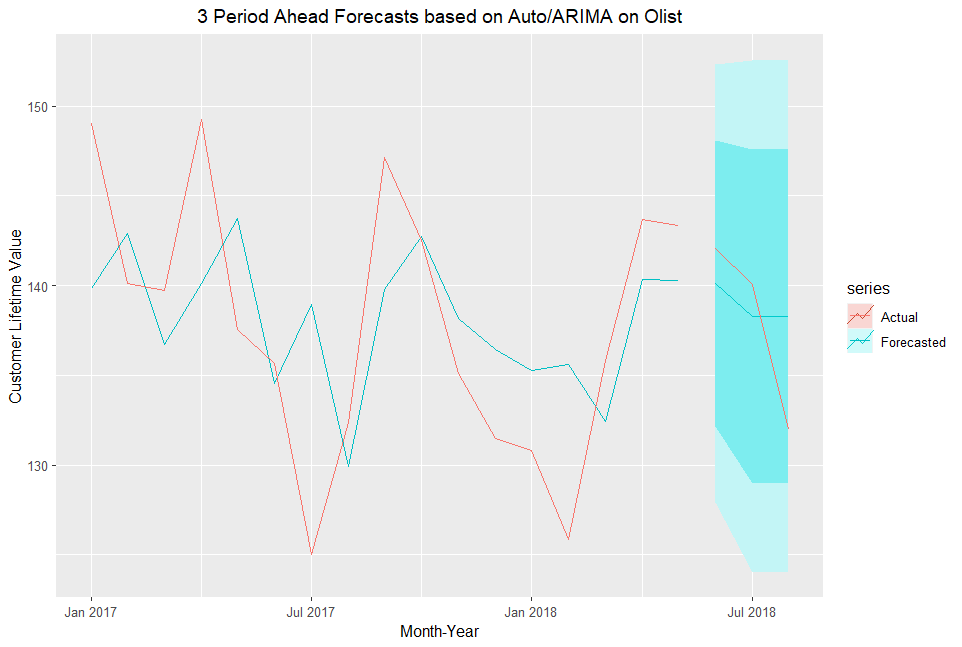 3 Period Ahead Forecasts based on Auto/ARIMA on Olist
150
140
130
Customer Lifetime Value
Jan 2017
Jul 2017
Jan 2018
Jul 2018
Month-Year
series
Actual
Forecasted